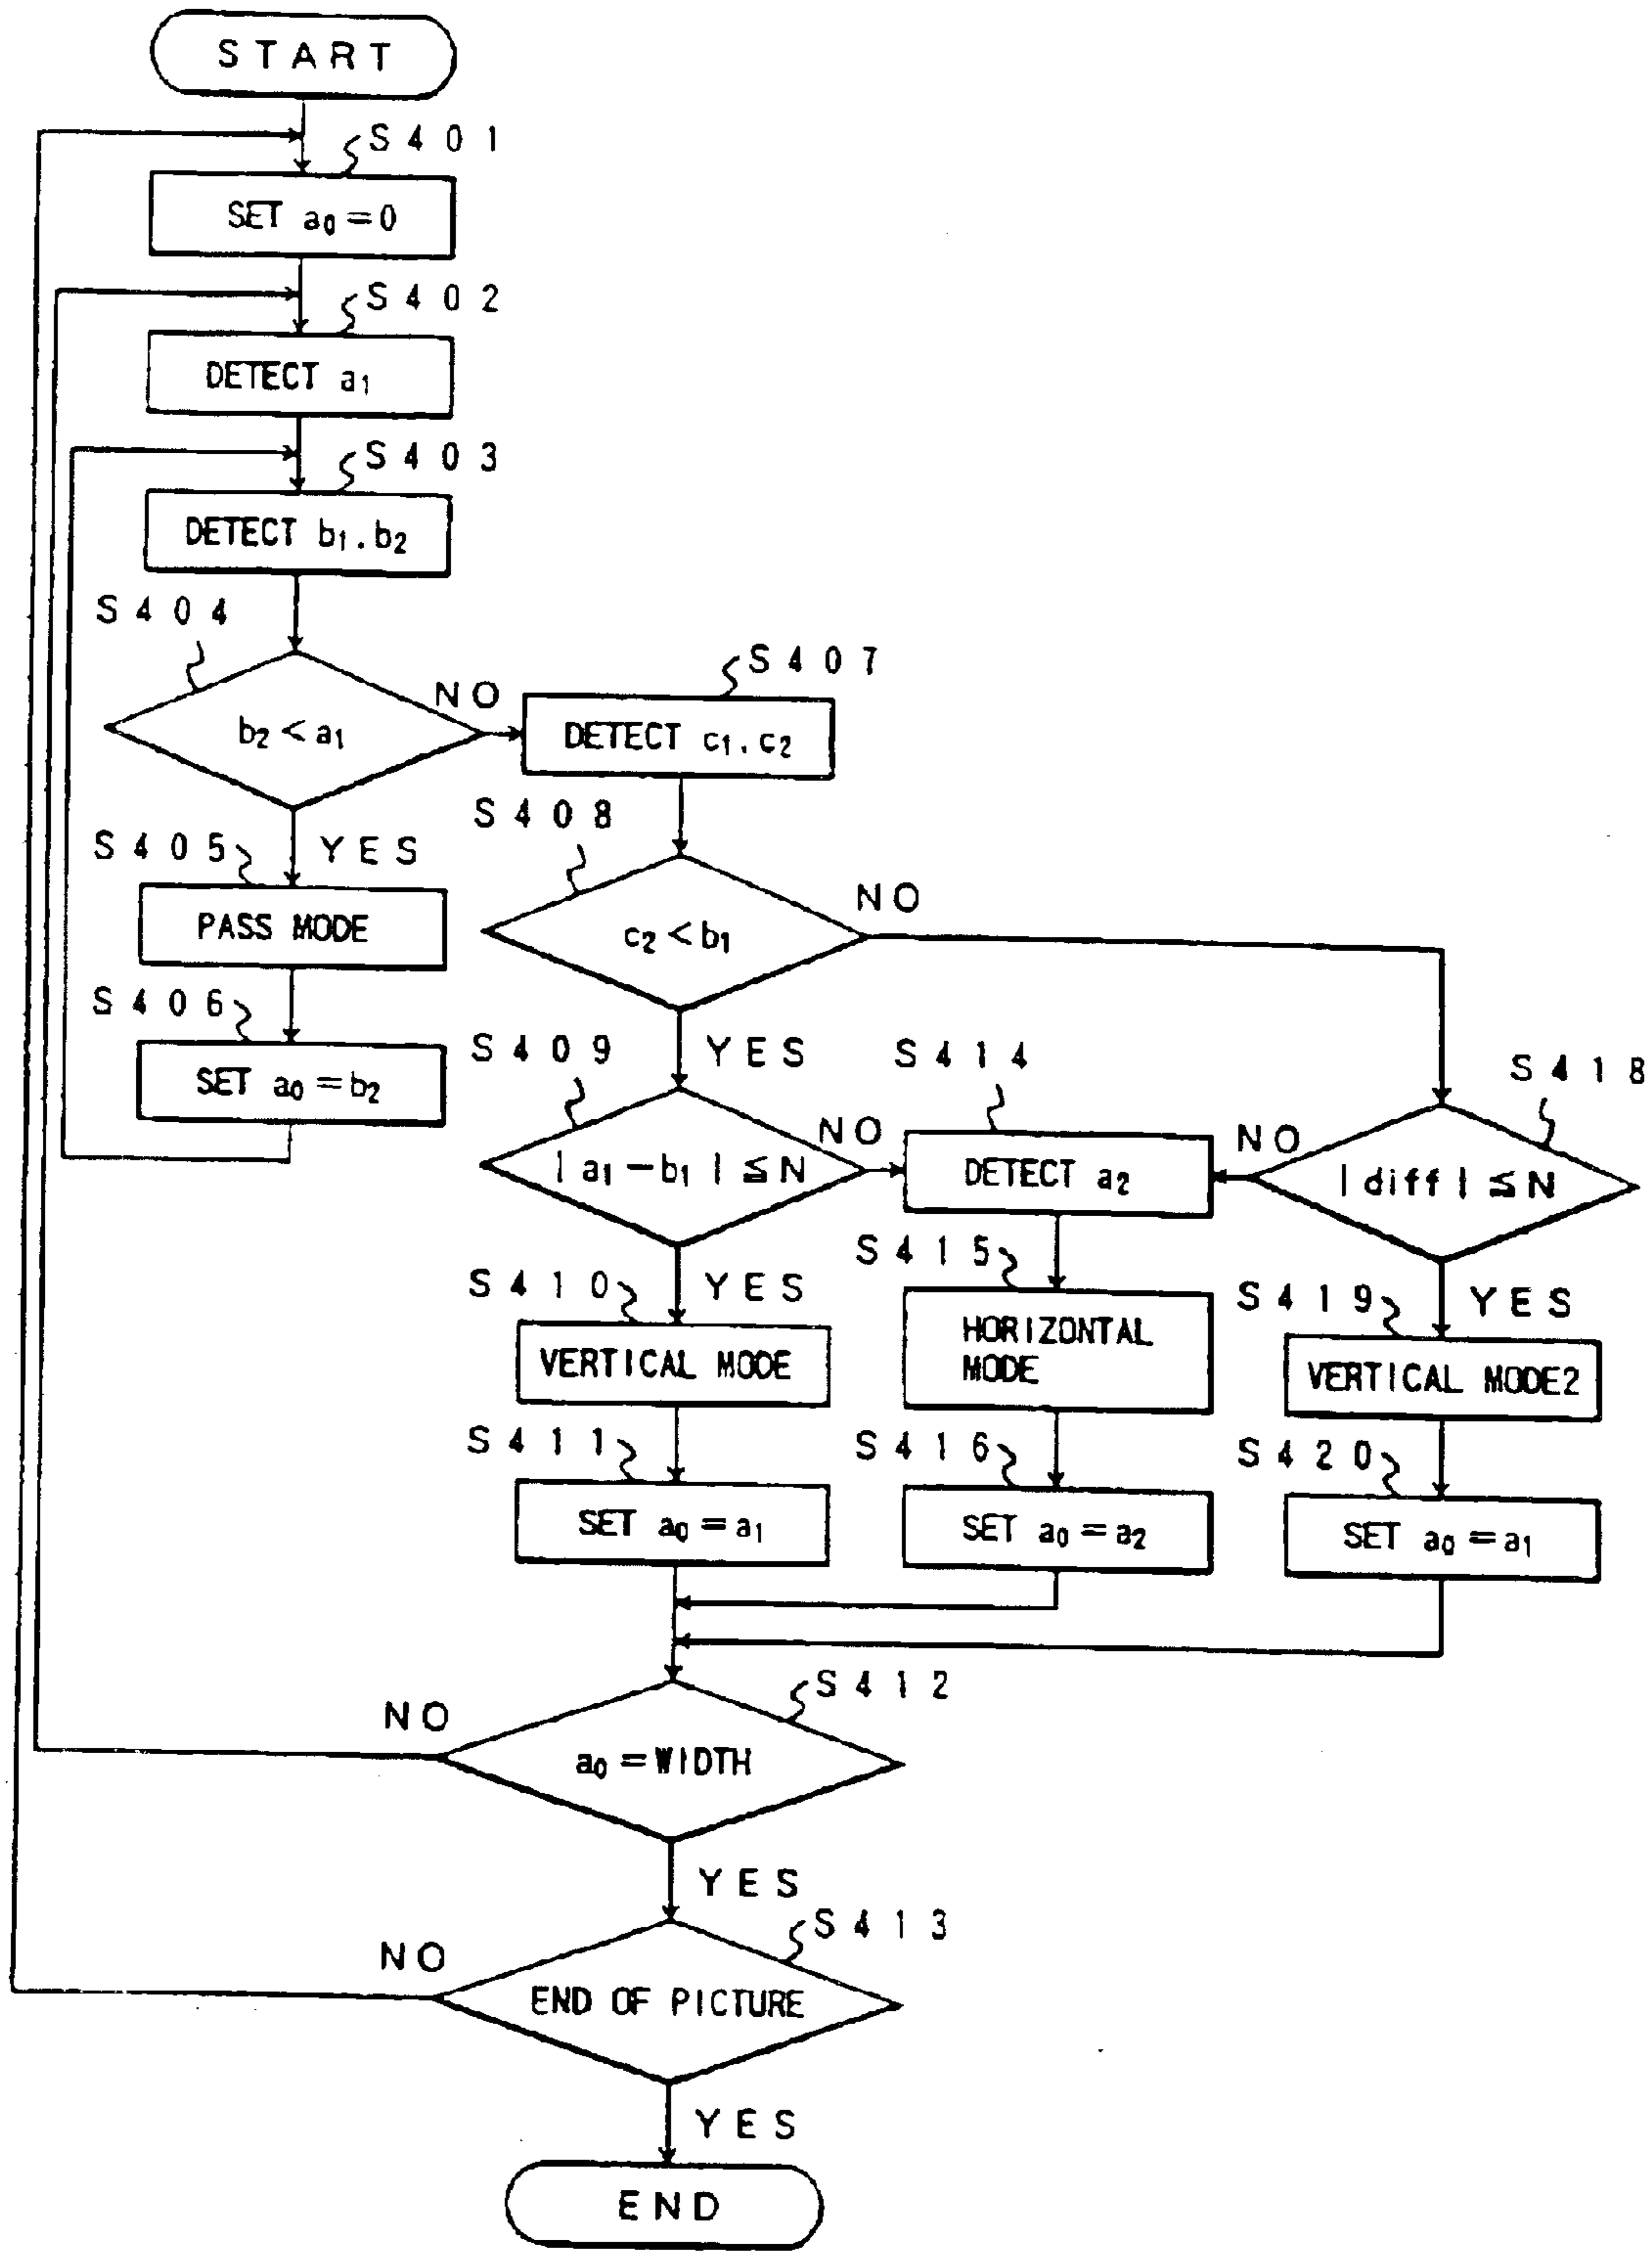 START
S401
SET a₀=0
S402
DETECT a₁
S403
DETECT b₁.b₂
S404
b₂<a₁
NO
S407
DETECT c₁.c₂
S405
YES
PASS MODE
S406
SET a₀=b₂
S408
c₂<b₁
NO
YES
S409
|a₁−b₁|≦N
NO
S414
DETECT a₂
S418
|diff|≦N
NO
YES
S410
VERTICAL MODE
S411
SET a₀=a₁
S415
HORIZONTAL
MODE
S416
SET a₀=a₂
YES
S419
VERTICAL MODE2
S420
SET a₀=a₁
S412
a₀=WIDTH
NO
YES
S413
END OF PICTURE
NO
YES
END